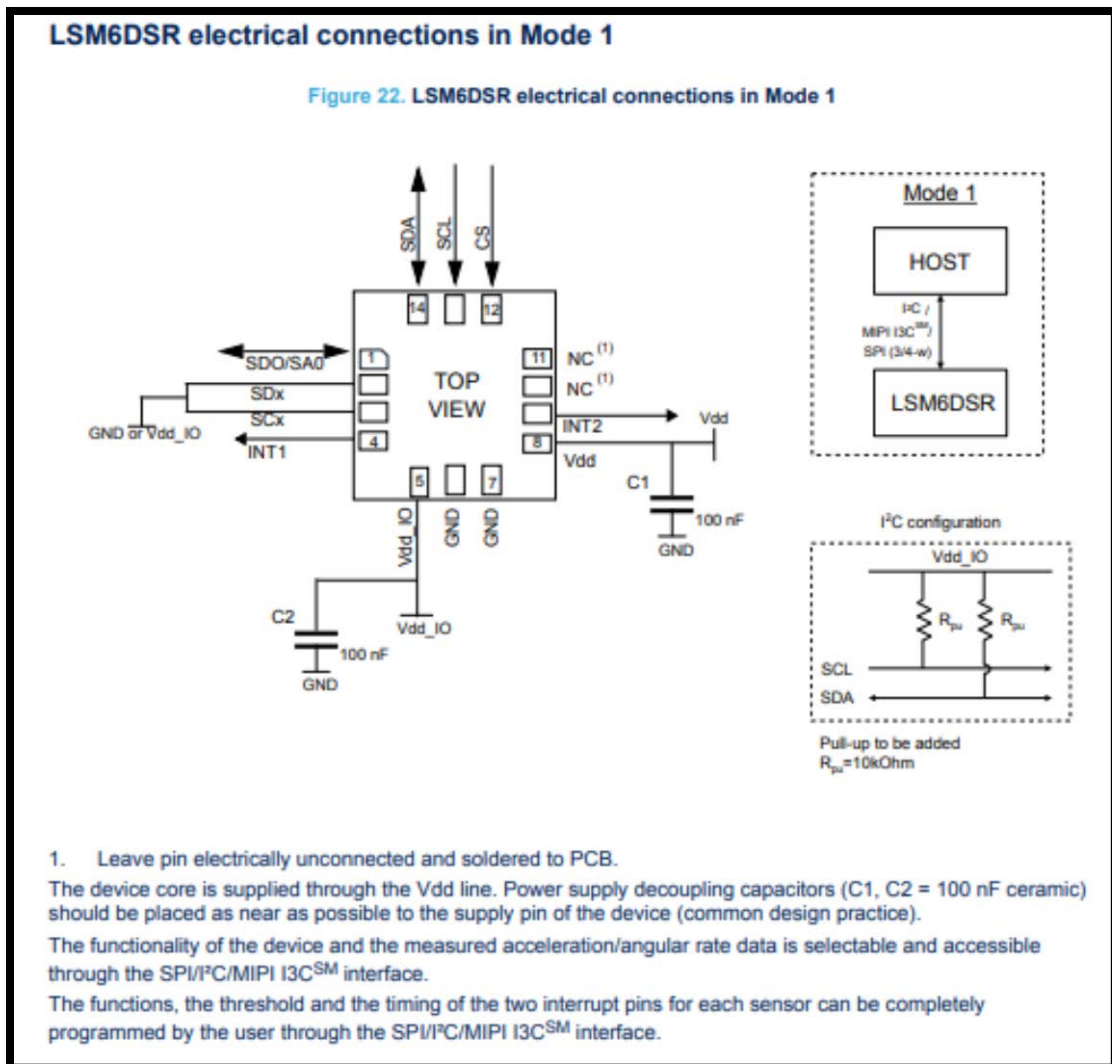 LSM6DSR electrical connections in Mode 1
Figure 22. LSM6DSR electrical connections in Mode 1
SDA
SCL
CS
14
12
SDO/SA0
1
SDx
SCx
GND or Vdd_IO
INT1
4
TOP
VIEW
11
NC (1)
NC (1)
INT2
Vdd
8
Vdd
5
7
Vdd_IO
GND
GND
C1
100 nF
GND
C2
100 nF
GND
Vdd_IO
Mode 1
HOST
I²C /
MIPI I3C℠/
SPI (3/4-w)
LSM6DSR
I²C configuration
Vdd_IO
Rpu
Rpu
SCL
SDA
Pull-up to be added
Rpu=10kOhm
1. Leave pin electrically unconnected and soldered to PCB.
The device core is supplied through the Vdd line. Power supply decoupling capacitors (C1, C2 = 100 nF ceramic)
should be placed as near as possible to the supply pin of the device (common design practice).
The functionality of the device and the measured acceleration/angular rate data is selectable and accessible
through the SPI/I²C/MIPI I3C℠ interface.
The functions, the threshold and the timing of the two interrupt pins for each sensor can be completely
programmed by the user through the SPI/I²C/MIPI I3C℠ interface.